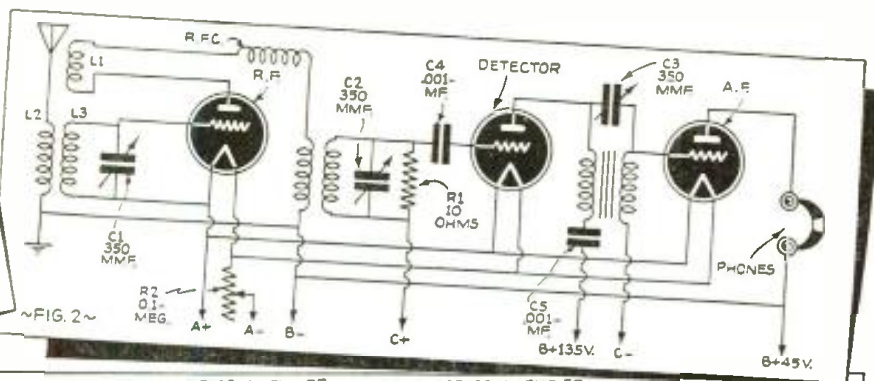 R.F.C.
L1
R.F.
L2
L3
C1
350
MMF.
C2
350
MMF.
C4
.001-
MF.
DETECTOR
C3
350
MMF.
A.F.
R1
10
OHMS
PHONES
R2
0.1-
MEG.
C5
.001-
MF.
~FIG. 2~
A+
A-
B-
C+
B+135V.
C-
B+45V.